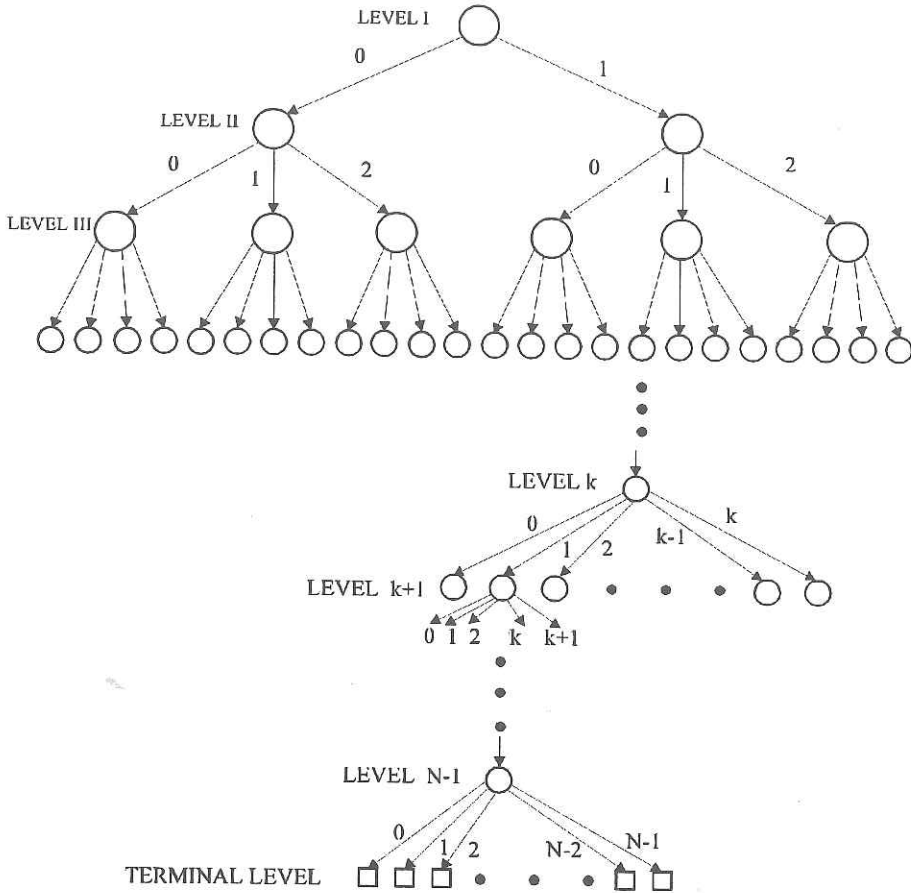 LEVEL I
0 1
LEVEL II
0 1 2 0 1 2
LEVEL III
LEVEL k
0 1 2 k-1 k
LEVEL k+1
0 1 2 k k+1
LEVEL N-1
0 1 2 N-2 N-1
TERMINAL LEVEL